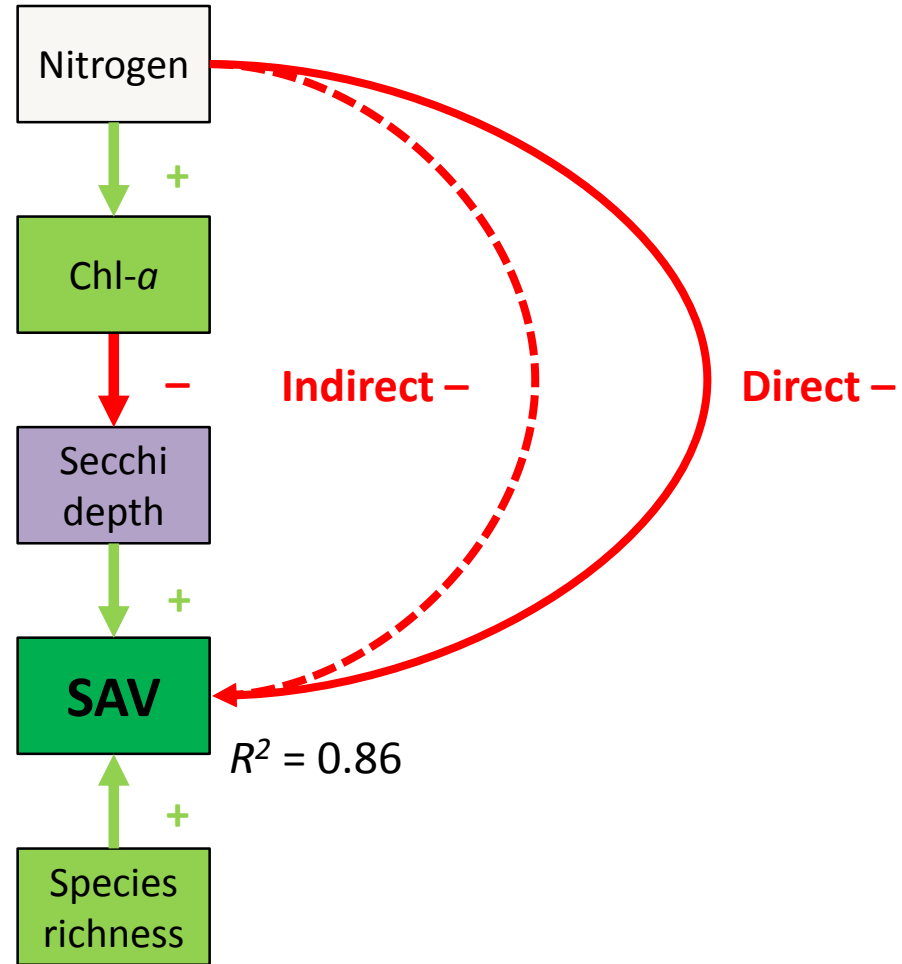 Nitrogen
+
Chl-a
–
Indirect –
Direct –
Secchi
depth
+
SAV
R² = 0.86
+
Species
richness